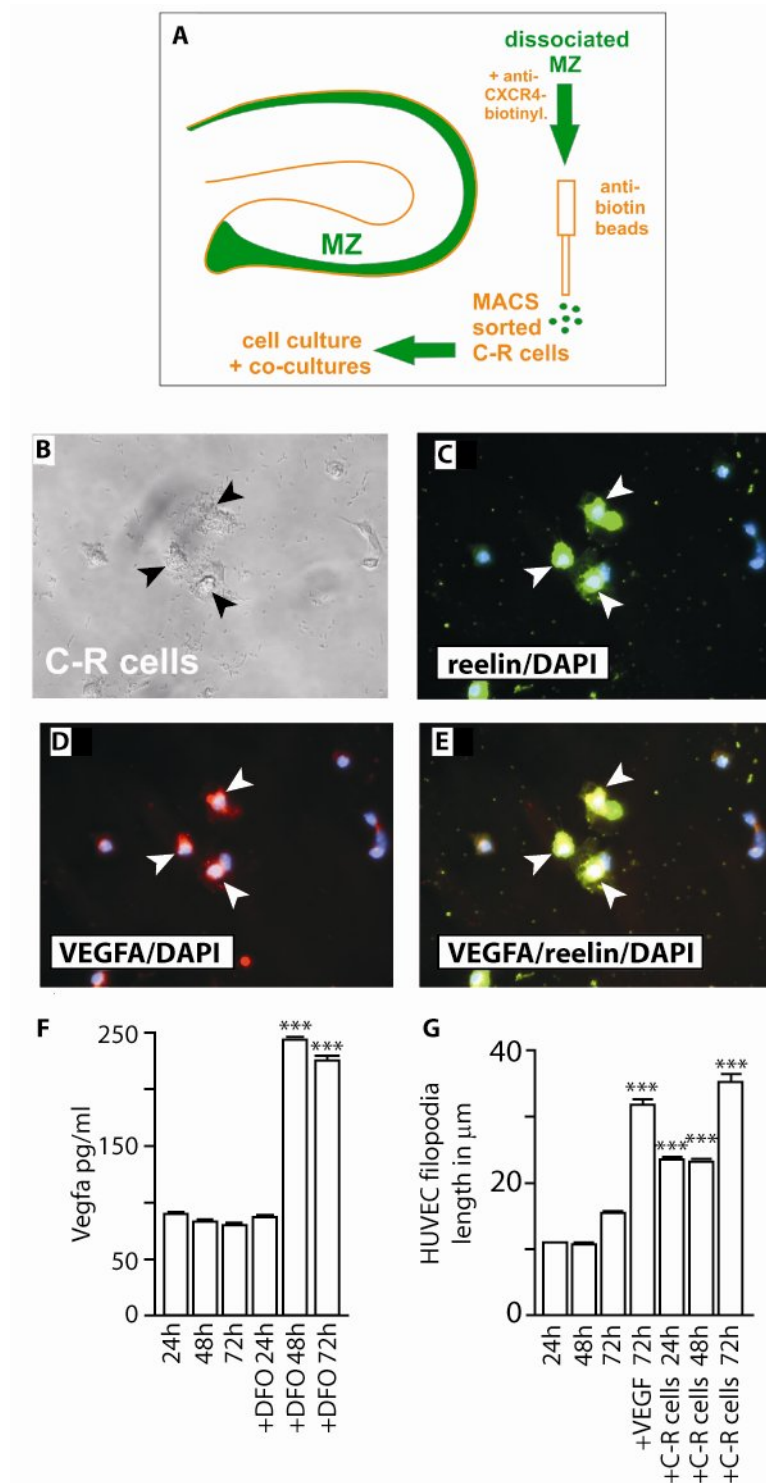 A
dissociated
MZ
+ anti-
CXCR4-
biotinyl.
anti-
biotin
beads
MZ
MACS
sorted
C-R cells
cell culture
+ co-cultures
B
C-R cells
C
reelin/DAPI
D
VEGFA/DAPI
E
VEGFA/reelin/DAPI
F
Vegfa pg/ml
250
150
50
0
***
***
24h
48h
72h
+DFO 24h
+DFO 48h
+DFO 72h
G
HUVEC filopodia
length in μm
40
20
0
***
***
***
***
24h
48h
72h
+VEGF 72h
+C-R cells 24h
+C-R cells 48h
+C-R cells 72h